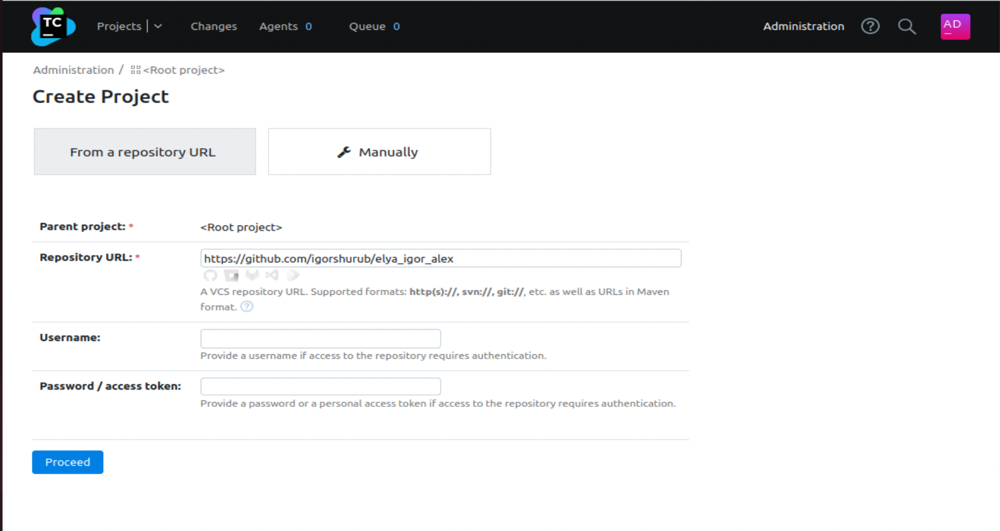 TC Projects Changes Agents 0 Queue 0 Administration AD
Administration / <Root project>
Create Project
From a repository URL Manually
Parent project: * <Root project>
Repository URL: * https://github.com/igorshurub/elya_igor_alex
A VCS repository URL. Supported formats: http(s)://, svn://, git://, etc. as well as URLs in Maven
format. ?
Username:
Provide a username if access to the repository requires authentication.
Password / access token:
Provide a password or a personal access token if access to the repository requires authentication.
Proceed